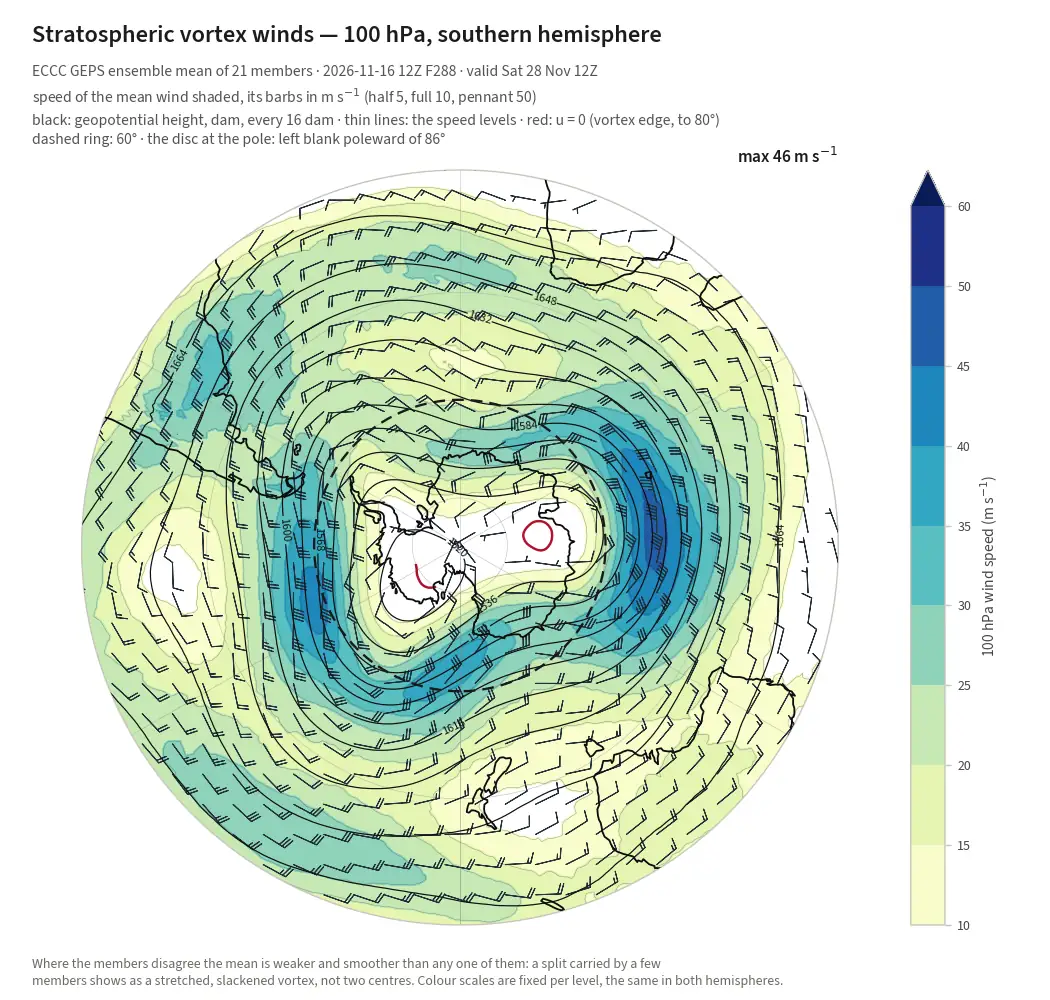 Stratospheric vortex winds — 100 hPa, southern hemisphere
ECCC GEPS ensemble mean of 21 members · 2026-11-16 12Z F288 · valid Sat 28 Nov 12Z
speed of the mean wind shaded, its barbs in m s⁻¹ (half 5, full 10, pennant 50)
black: geopotential height, dam, every 16 dam · thin lines: the speed levels · red: u = 0 (vortex edge, to 80°)
dashed ring: 60° · the disc at the pole: left blank poleward of 86°
max 46 m s⁻¹
60
50
45
40
35
30
25
20
15
10
100 hPa wind speed (m s⁻¹)
1648
1632
1664
1584
1600
1568
1664
Where the members disagree the mean is weaker and smoother than any one of them: a split carried by a few
members shows as a stretched, slackened vortex, not two centres. Colour scales are fixed per level, the same in both hemispheres.